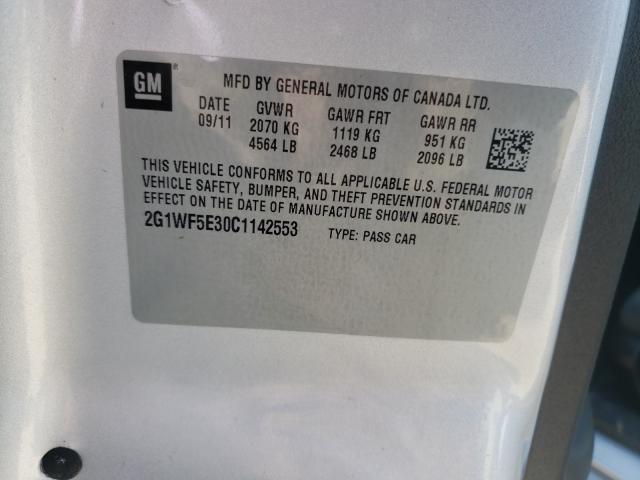 GM®
MFD BY GENERAL MOTORS OF CANADA LTD.
DATE GVWR GAWR FRT GAWR RR
09/11 2070 KG 1119 KG 951 KG
4564 LB 2468 LB 2096 LB
THIS VEHICLE CONFORMS TO ALL APPLICABLE U.S. FEDERAL MOTOR
VEHICLE SAFETY, BUMPER, AND THEFT PREVENTION STANDARDS IN
EFFECT ON THE DATE OF MANUFACTURE SHOWN ABOVE.
2G1WF5E30C1142553 TYPE: PASS CAR